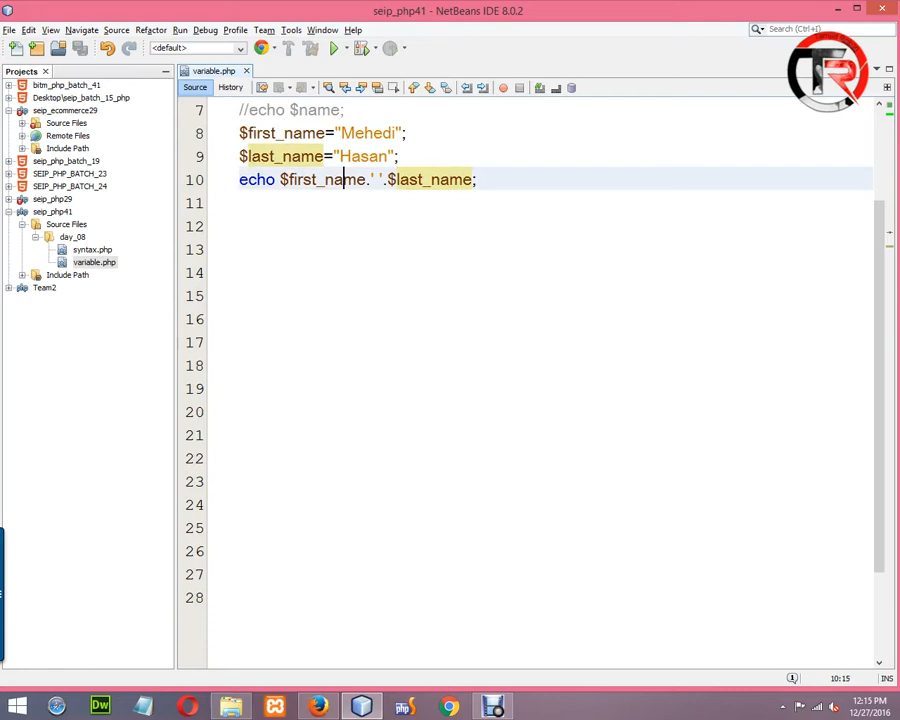 seip_php41 - NetBeans IDE 8.0.2
File Edit View Navigate Source Refactor Run Debug Profile Team Tools Window Help
Search (Ctrl+I)
<default>
Projects
variable.php
Source History
bitm_php_batch_41
Desktop\seip_batch_15_php
seip_ecommerce29
Source Files
Remote Files
Include Path
seip_php_batch_19
SEIP_PHP_BATCH_23
SEIP_PHP_BATCH_24
seip_php29
seip_php41
Source Files
day_08
syntax.php
variable.php
Include Path
Team2
7 //echo $name;
8 $first_name="Mehedi";
9 $last_name="Hasan";
10 echo $first_name.' '.$last_name;
11
12
13
14
15
16
17
18
19
20
21
22
23
24
25
26
27
28
10:15 INS
Dw
php
12:15 PM
12/27/2016